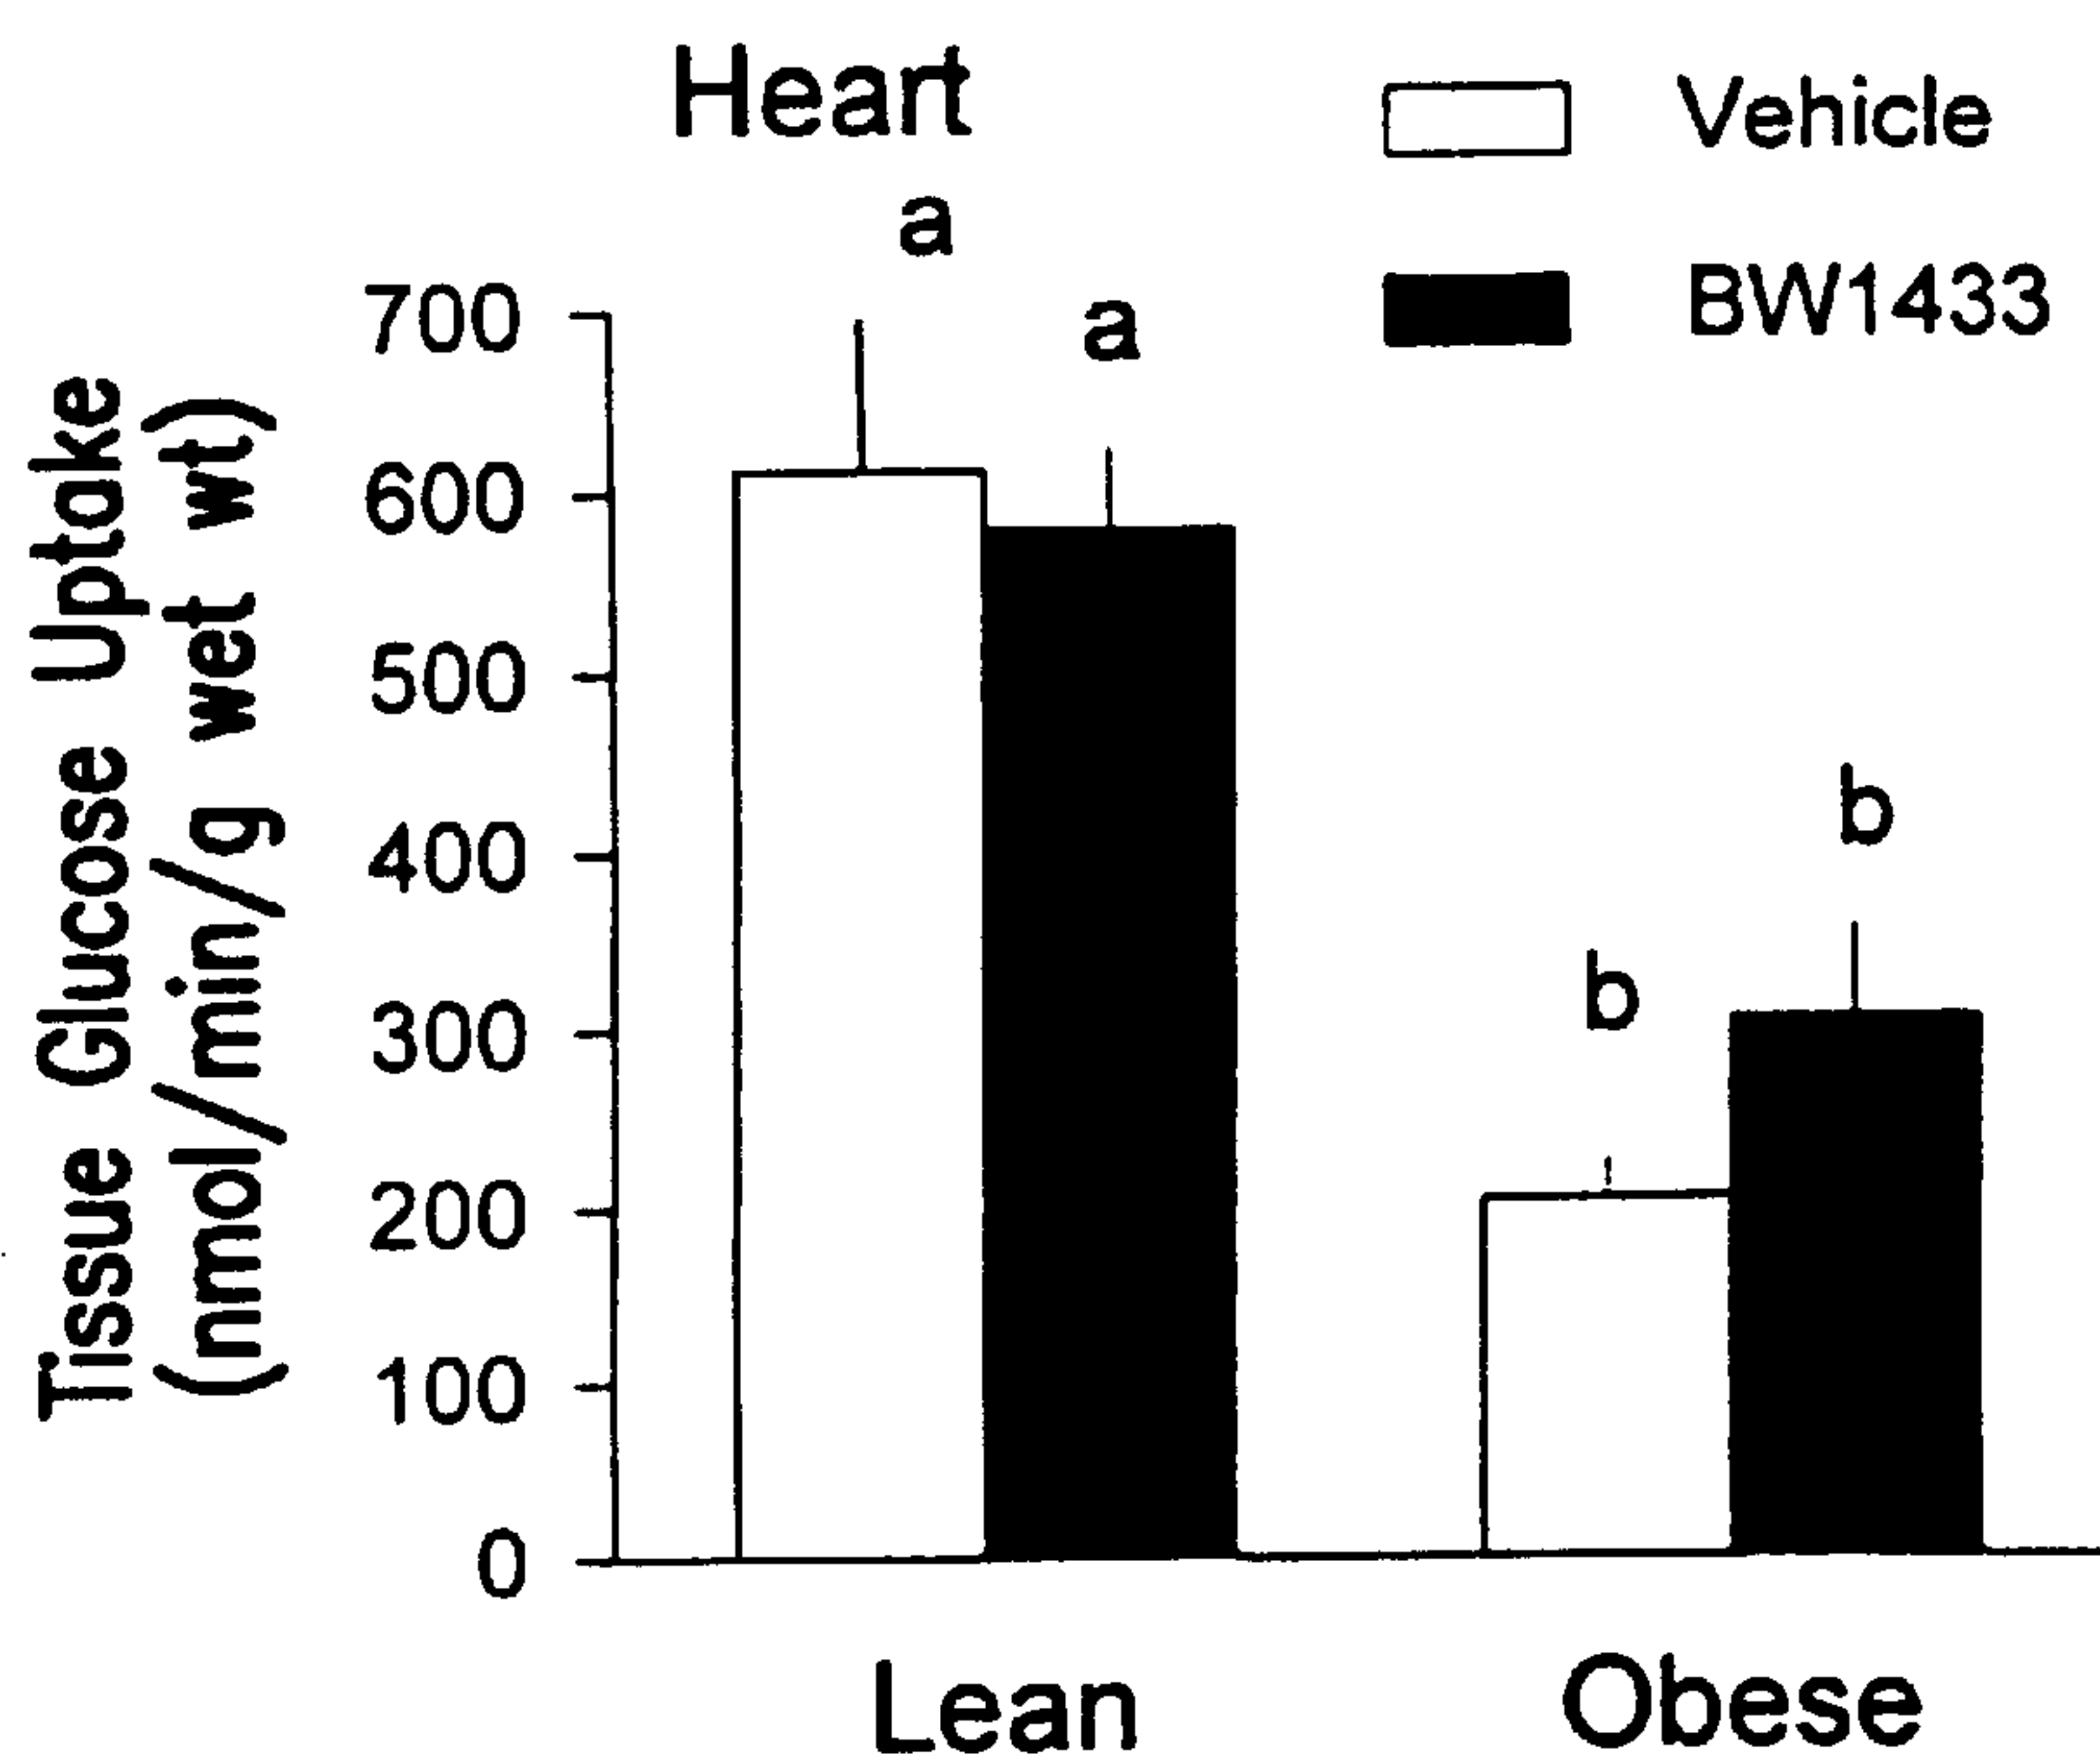 Heart
Vehicle
BW1433
a
a
b
b
Tissue Glucose Uptake
(nmol/min/g wet wt)
700
600
500
400
300
200
100
0
Lean
Obese